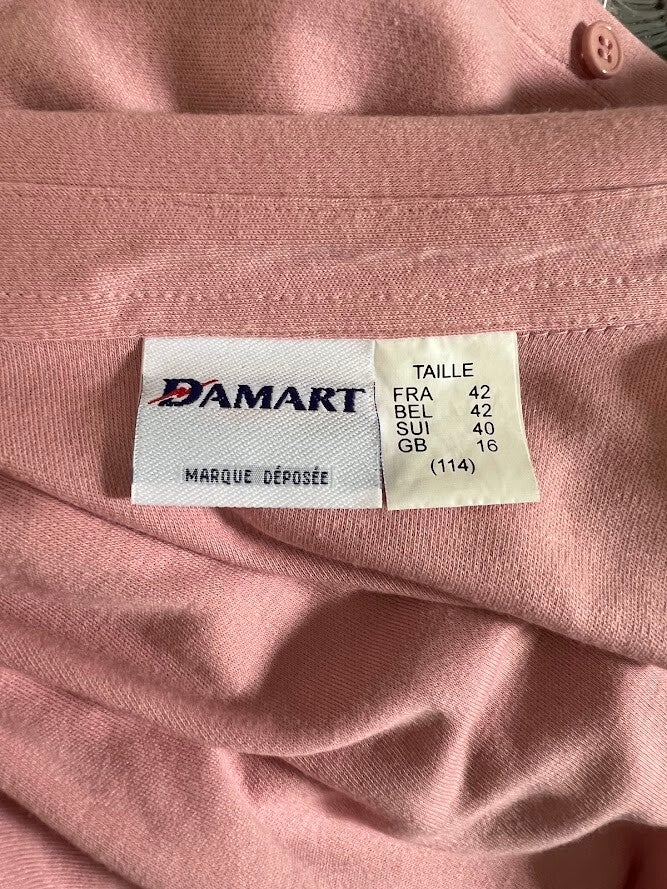 DAMART
MARQUE DÉPOSÉE
TAILLE
FRA 42
BEL 42
SUI 40
GB 16
(114)